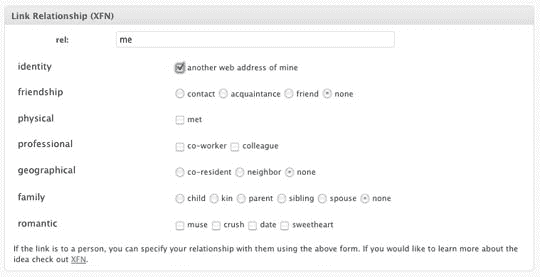 Link Relationship (XFN)
rel: me
identity another web address of mine
friendship contact acquaintance friend none
physical met
professional co-worker colleague
geographical co-resident neighbor none
family child kin parent sibling spouse none
romantic muse crush date sweetheart
If the link is to a person, you can specify your relationship with them using the above form. If you would like to learn more about the
idea check out XFN.